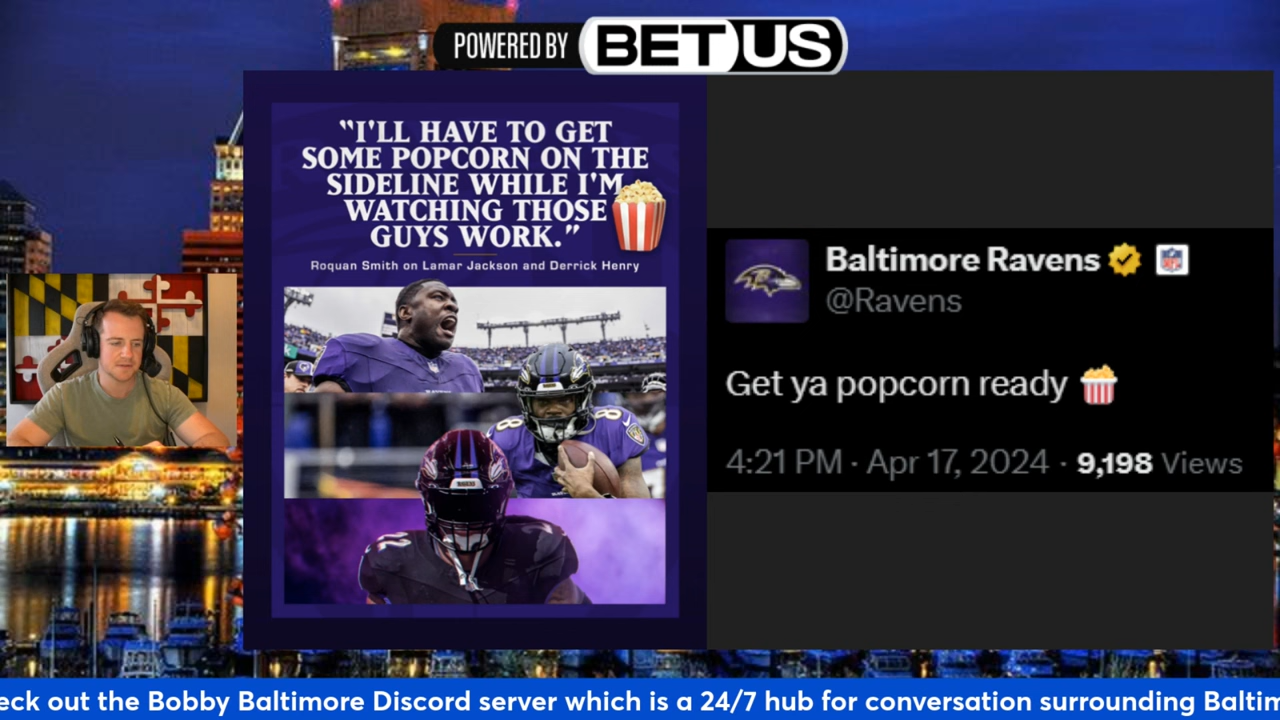 POWERED BY BETUS
"I'LL HAVE TO GET
SOME POPCORN ON THE
SIDELINE WHILE I'M
WATCHING THOSE
GUYS WORK."
Roquan Smith on Lamar Jackson and Derrick Henry
8
8
22
Baltimore Ravens
@Ravens
Get ya popcorn ready 🍿
4:21 PM · Apr 17, 2024 · 9,198 Views
eck out the Bobby Baltimore Discord server which is a 24/7 hub for conversation surrounding Baltim